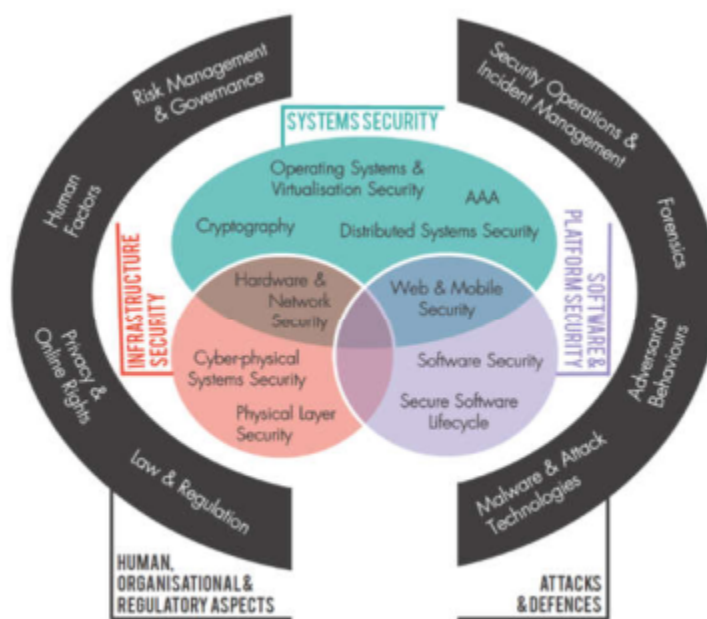 Risk Management
& Governance
Human
Factors
Privacy &
Online Rights
Law & Regulation
HUMAN,
ORGANISATIONAL &
REGULATORY ASPECTS
SYSTEMS SECURITY
Operating Systems &
Virtualisation Security
AAA
Cryptography
Distributed Systems Security
INFRASTRUCTURE
SECURITY
Hardware &
Network
Security
Cyber-physical
Systems Security
Physical Layer
Security
Web & Mobile
Security
Software Security
Secure Software
Lifecycle
SOFTWARE &
PLATFORM SECURITY
Security Operations &
Incident Management
Forensics
Adversarial
Behaviours
Malware & Attack
Technologies
ATTACKS
& DEFENCES